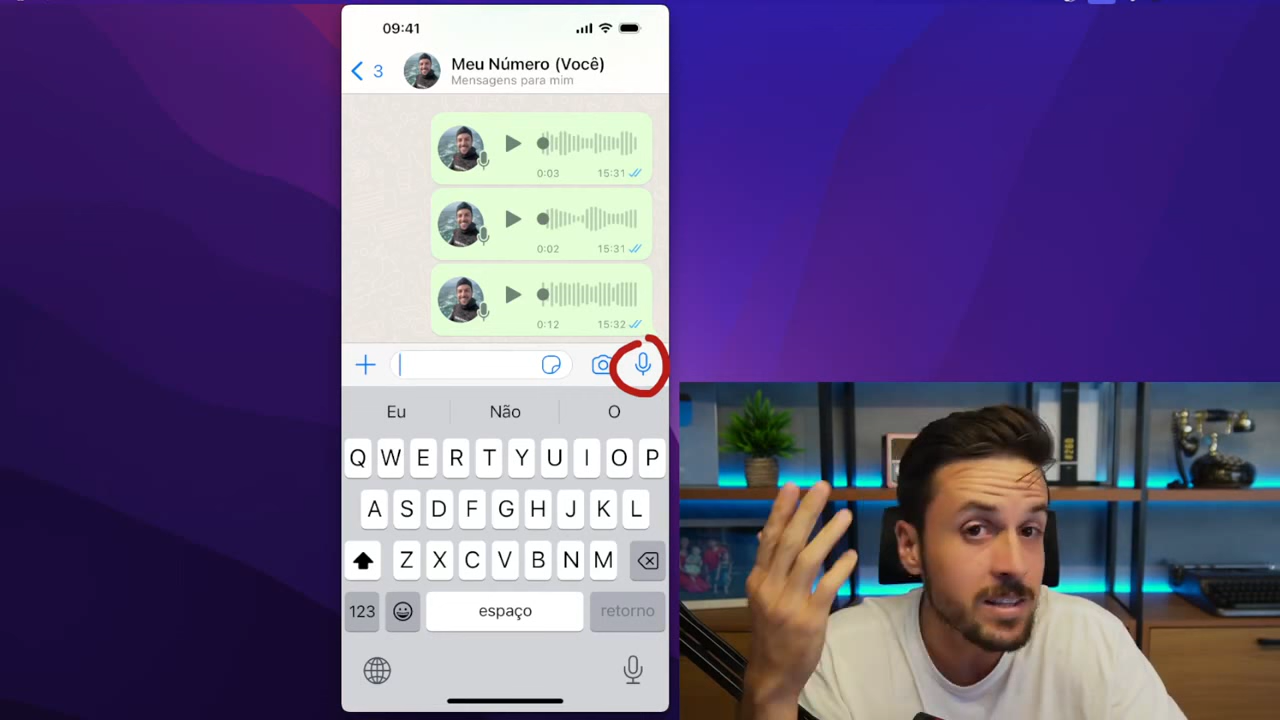 09:41
3
Meu Número (Você)
Mensagens para mim
0:03 15:31
0:02 15:31
0:12 15:32
Eu Não O
Q W E R T Y U I O P
A S D F G H J K L
Z X C V B N M
123 espaço retorno